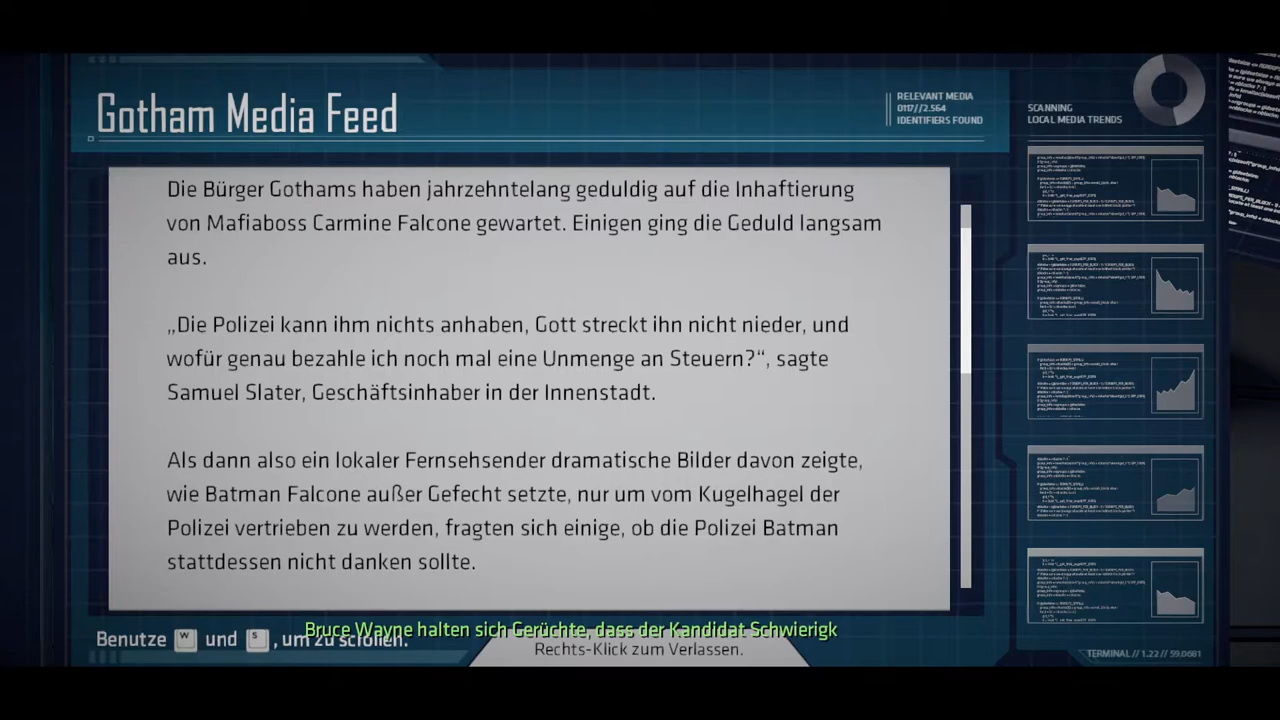 Gotham Media Feed
RELEVANT MEDIA
0117//2.564
IDENTIFIERS FOUND
SCANNING
LOCAL MEDIA TRENDS
Die Bürger Gothams haben jahrzehntelang geduldig auf die Inhaftierung
von Mafiaboss Carmine Falcone gewartet. Einigen ging die Geduld langsam
aus.
„Die Polizei kann ihm nichts anhaben, Gott streckt ihn nicht nieder, und
wofür genau bezahle ich noch mal eine Unmenge an Steuern?“, sagte
Samuel Slater, Geschäftsinhaber in der Innenstadt.
Als dann also ein lokaler Fernsehsender dramatische Bilder davon zeigte,
wie Batman Falcone außer Gefecht setzte, nur um vom Kugelhagel der
Polizei vertrieben zu werden, fragten sich einige, ob die Polizei Batman
stattdessen nicht danken sollte.
Bruce Wayne halten sich Gerüchte, dass der Kandidat Schwierigk
Benutze W und S , um zu scrollen.
Rechts-Klick zum Verlassen.
TERMINAL // 1.22 // 59.0681